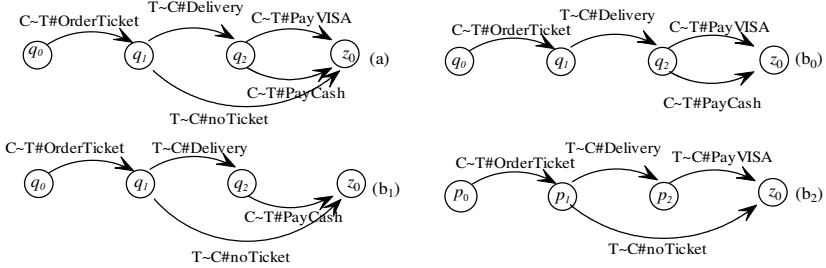 C~T#OrderTicket
T~C#Delivery
C~T#PayVISA
q0
q1
q2
z0
(a)
C~T#PayCash
T~C#noTicket
C~T#OrderTicket
T~C#Delivery
C~T#PayVISA
q0
q1
q2
z0
(b0)
C~T#PayCash
C~T#OrderTicket
T~C#Delivery
q0
q1
q2
z0
(b1)
C~T#PayCash
T~C#noTicket
C~T#OrderTicket
T~C#Delivery
T~C#PayVISA
p0
p1
p2
z0
(b2)
T~C#noTicket